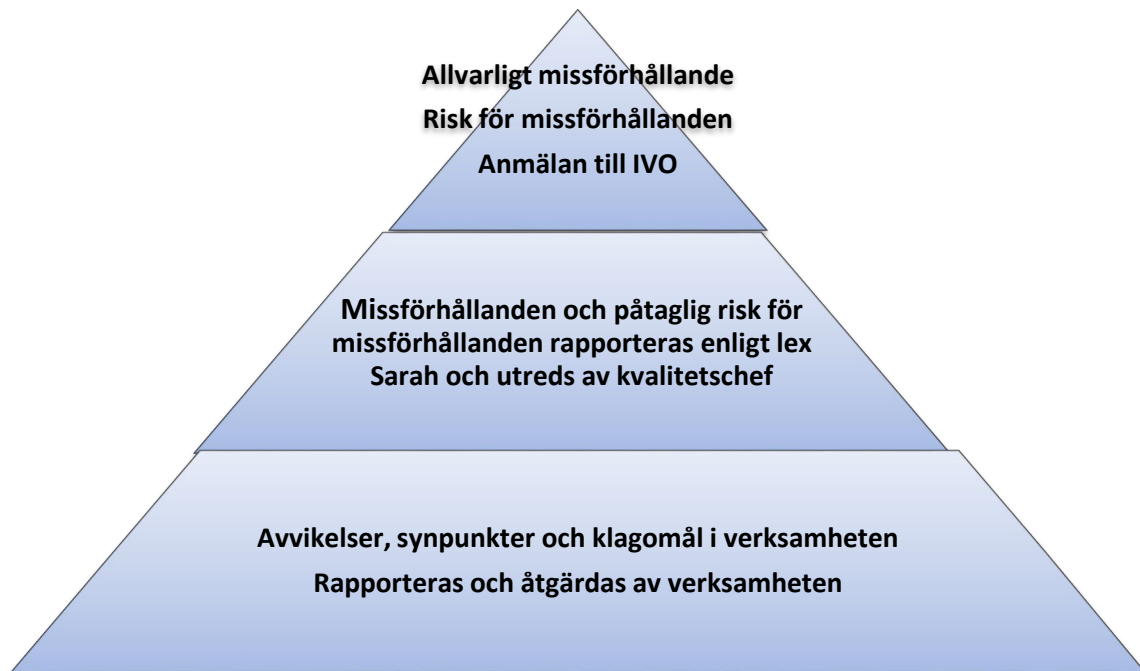 Allvarligt missförhållande
Risk för missförhållanden
Anmälan till IVO
Missförhållanden och påtaglig risk för
missförhållanden rapporteras enligt lex
Sarah och utreds av kvalitetschef
Avvikelser, synpunkter och klagomål i verksamheten
Rapporteras och åtgärdas av verksamheten